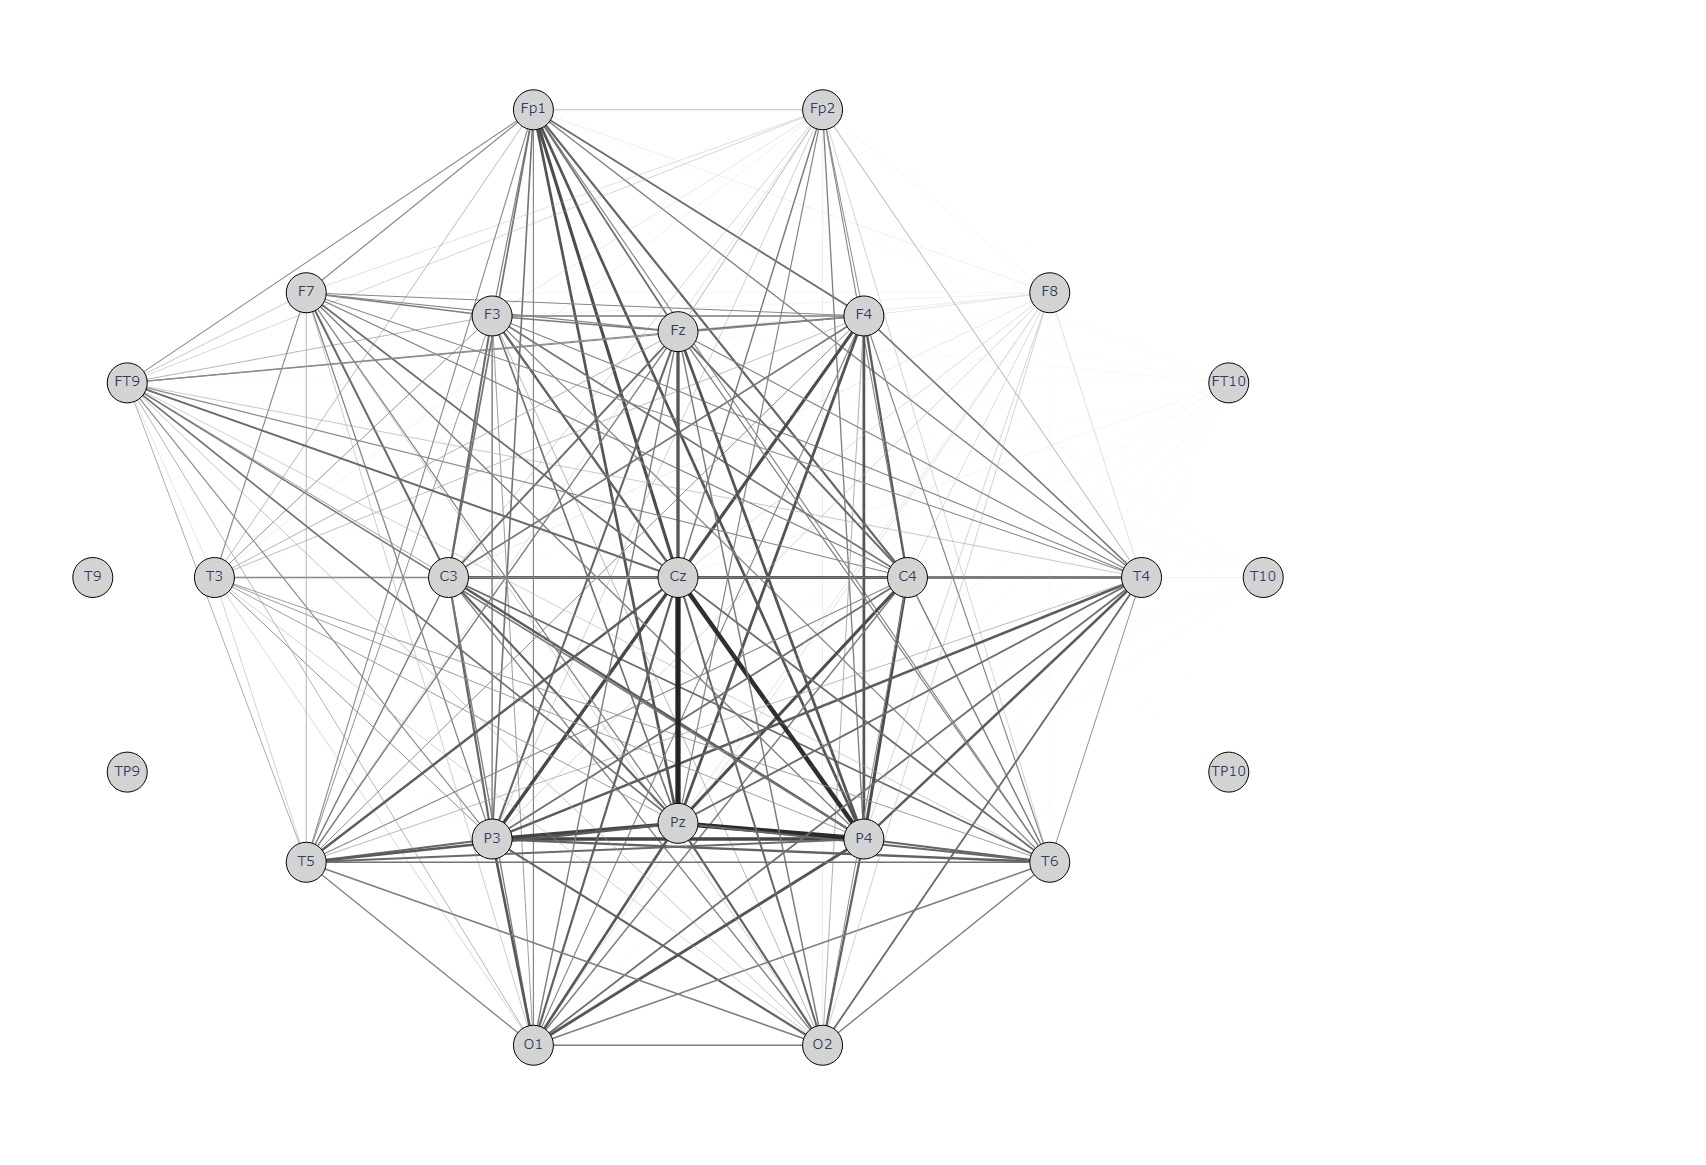 Fp1 Fp2
F7 F3 Fz F4 F8
FT9 FT10
T9 T3 C3 Cz C4 T4 T10
TP9 TP10
T5 P3 Pz P4 T6
O1 O2